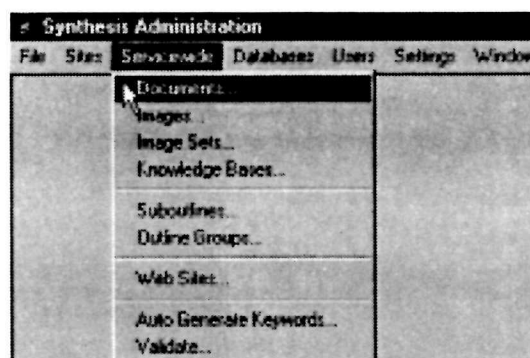 Synthesis Administration
File Sites Servicewide Databases Users Settings Window
Documents...
Images...
Image Sets...
Knowledge Bases...
Suboutlines...
Outline Groups...
Web Sites...
Auto Generate Keywords...
Validate...